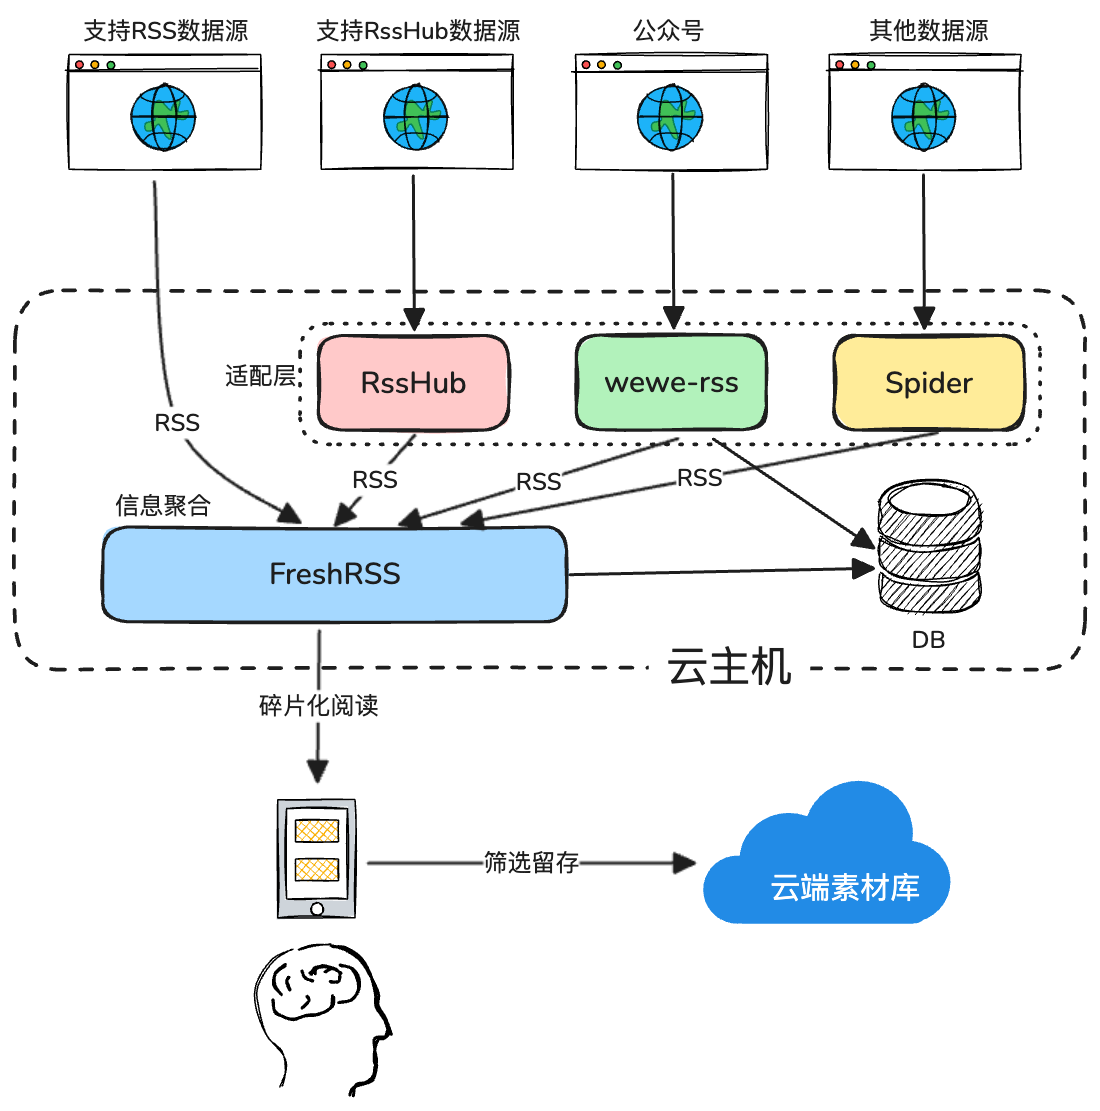 支持RSS数据源
支持RssHub数据源
公众号
其他数据源
适配层
RssHub
wewe-rss
Spider
RSS
RSS
RSS
RSS
信息聚合
FreshRSS
DB
云主机
碎片化阅读
筛选留存
云端素材库